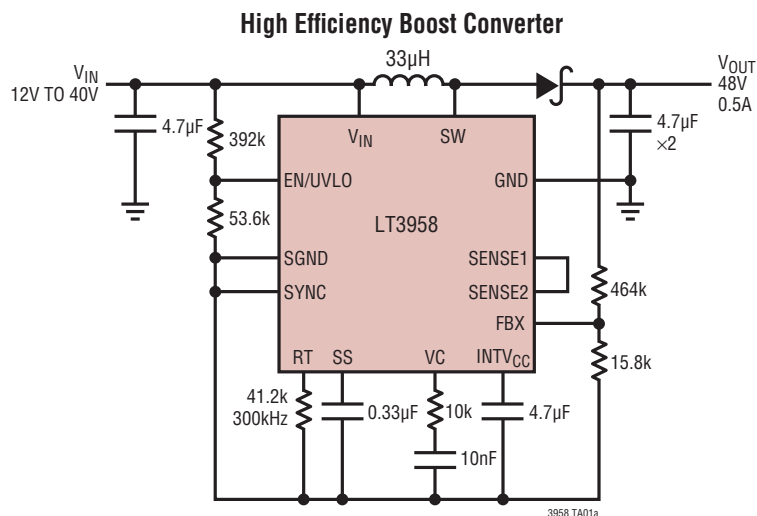 High Efficiency Boost Converter
33µH
VIN
12V TO 40V
VOUT
48V
0.5A
4.7µF
392k
VIN
SW
4.7µF
×2
EN/UVLO
GND
53.6k
LT3958
SGND
SENSE1
SYNC
SENSE2
464k
FBX
RT
SS
VC
INTVCC
15.8k
41.2k
300kHz
0.33µF
10k
4.7µF
10nF
3958 TA01a